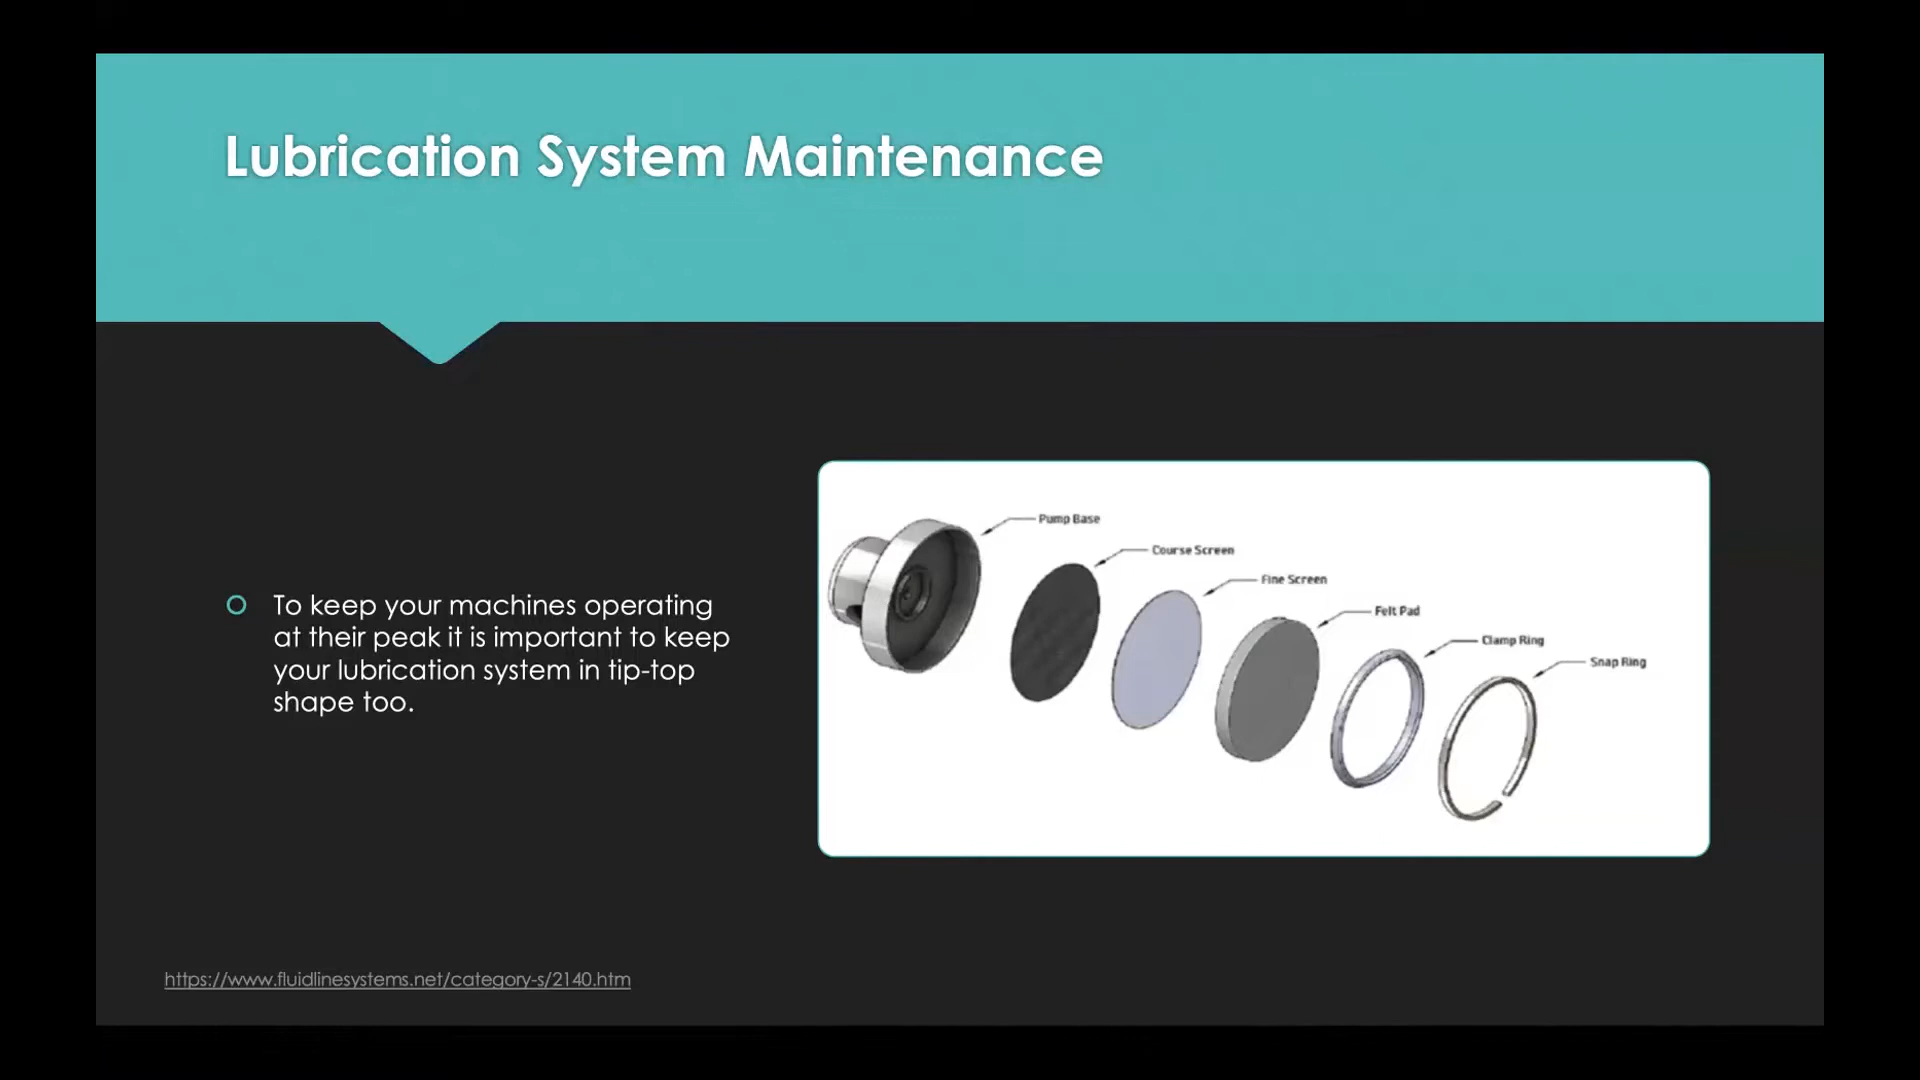 Lubrication System Maintenance
To keep your machines operating
at their peak it is important to keep
your lubrication system in tip-top
shape too.
Pump Base
Course Screen
Fine Screen
Felt Pad
Clamp Ring
Snap Ring
https://www.fluidlinesystems.net/category-s/2140.htm